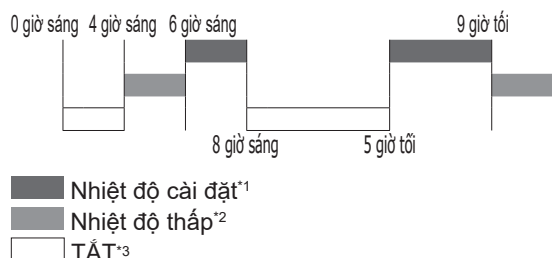 0 giờ sáng 4 giờ sáng 6 giờ sáng 9 giờ tối
8 giờ sáng 5 giờ tối
Nhiệt độ cài đặt*1
Nhiệt độ thấp*2
TẮT*3